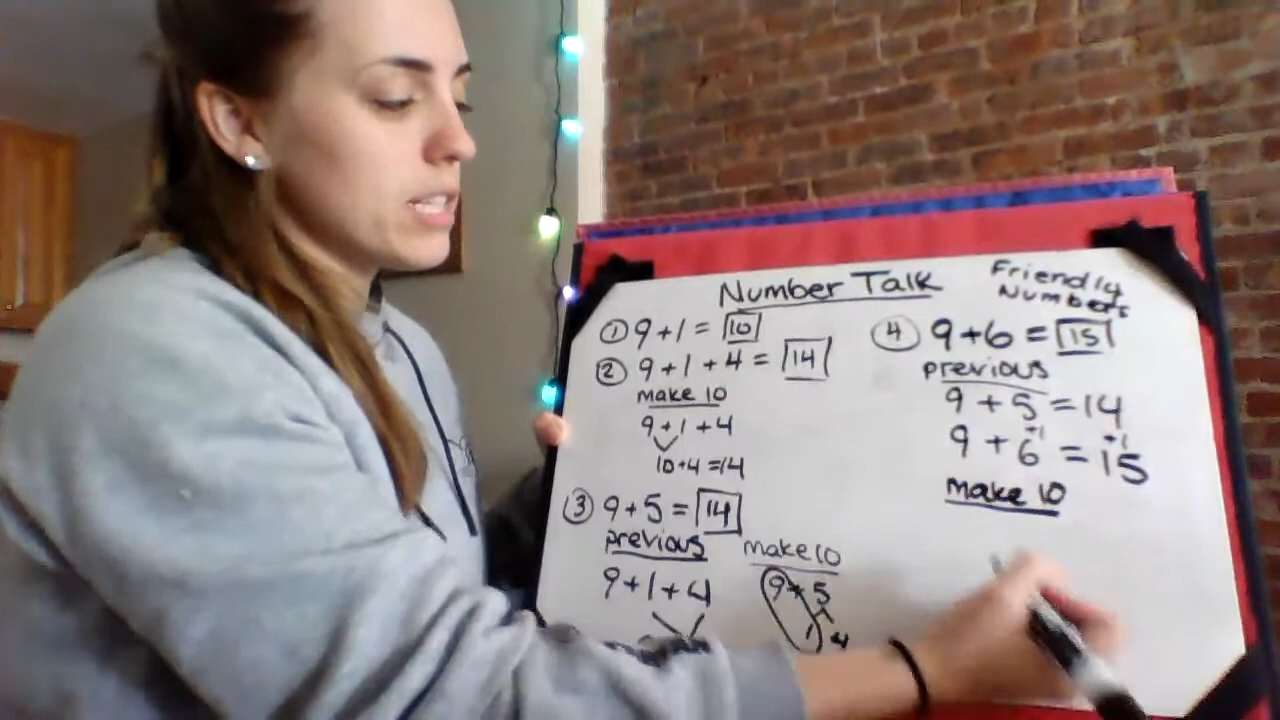 Number Talk
Friendly
Numbers
① 9+1 = 10
② 9+1+4 = 14
make 10
9+1+4
10+4=14
③ 9+5 = 14
previous
9+1+4
make 10
9+5
1 4
④ 9+6 = 15
previous
9+5=14
+1 +1
9+6=15
Make 10